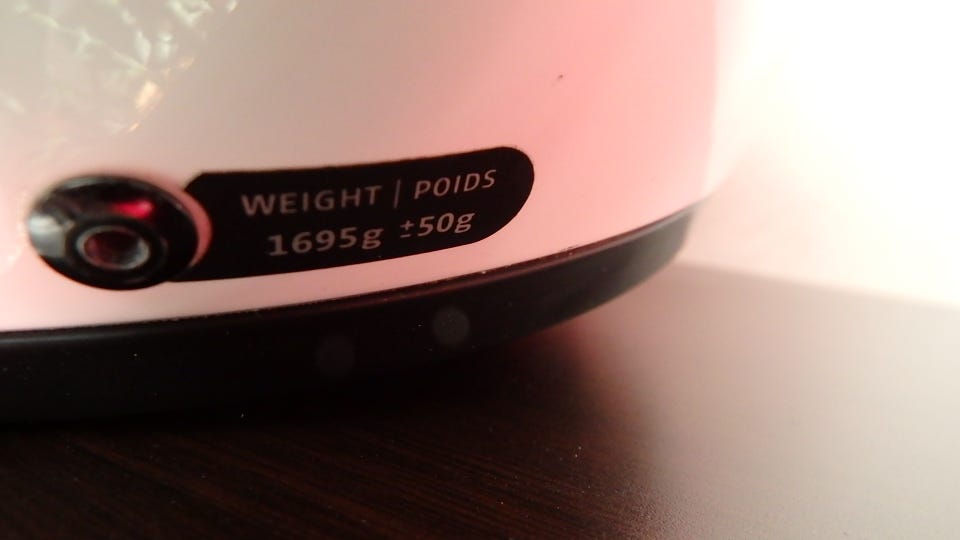 WEIGHT | POIDS
1695g ±50g